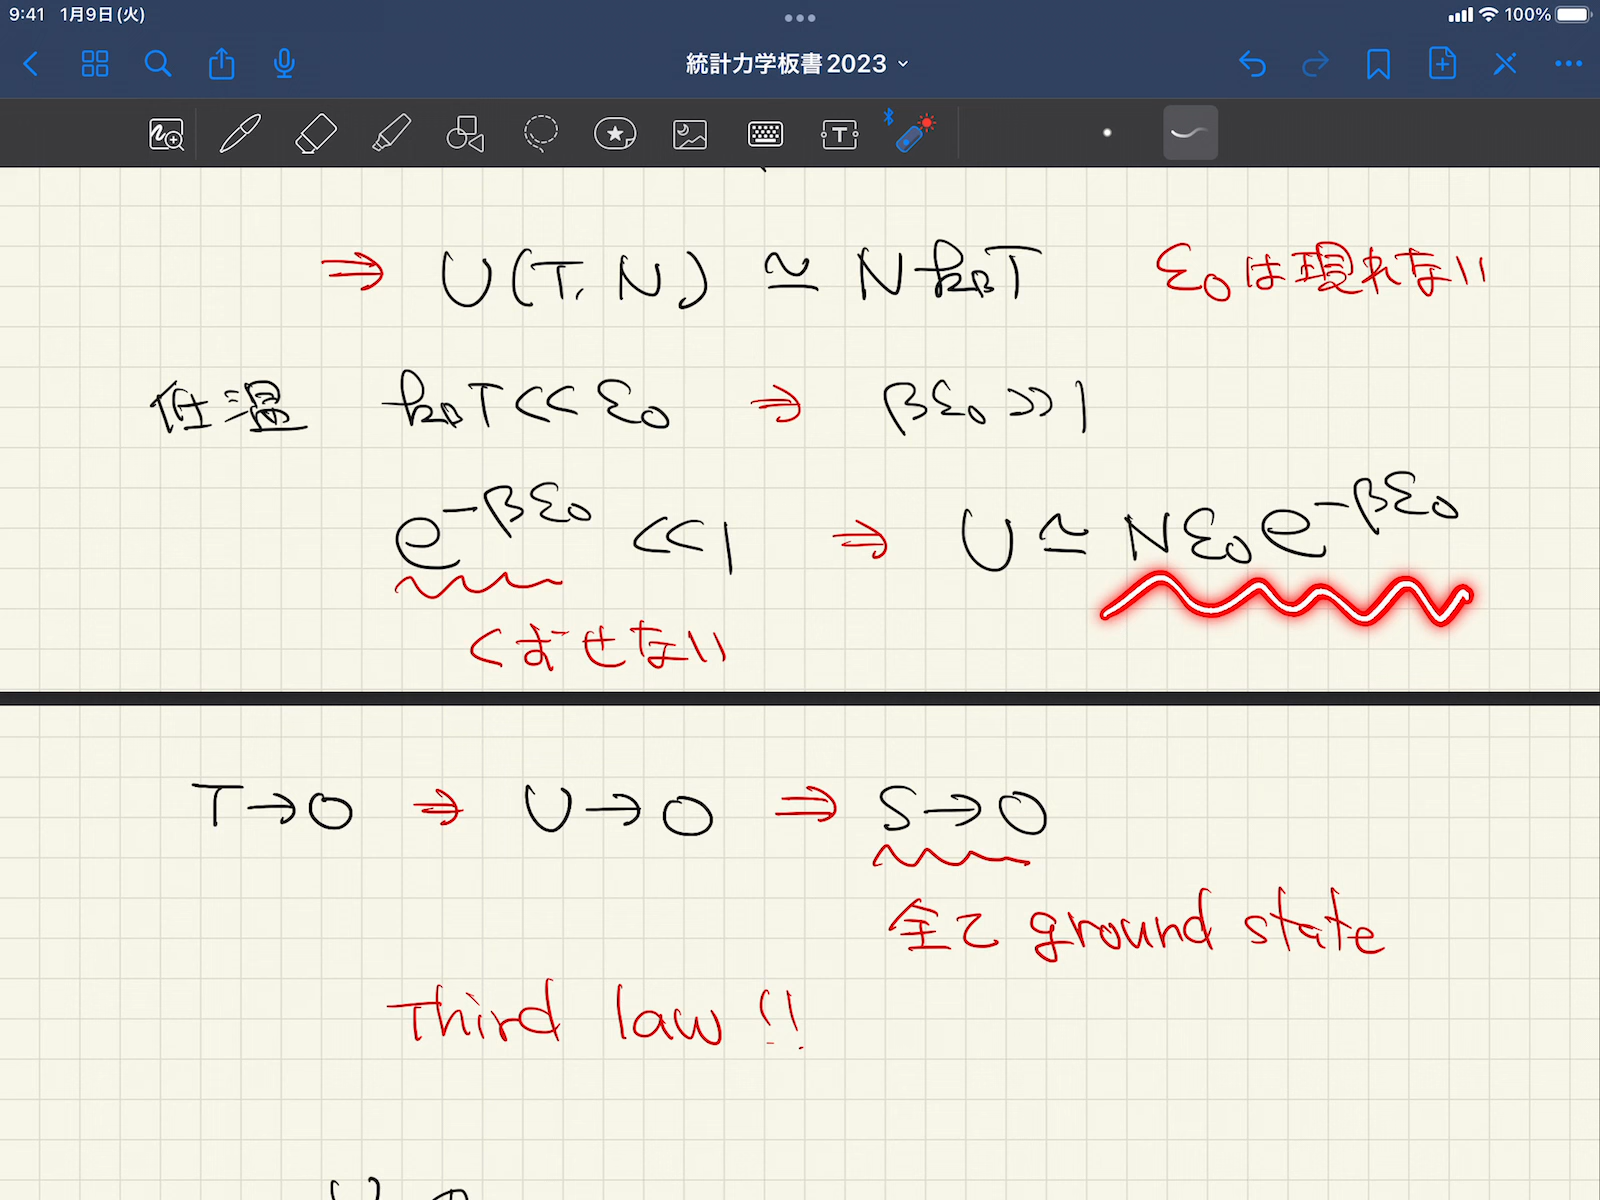 9:41 1月9日(火) 100%
統計力学板書2023
⇒ U(T, N) ≃ Nk_BT ε₀は現れない
低温 k_BT<<ε₀ ⇒ βε₀>>1
e^{-βε₀} <<1 ⇒ U≃Nε₀e^{-βε₀}
くずせない
T→0 ⇒ U→0 ⇒ S→0
全て ground state
Third law!!